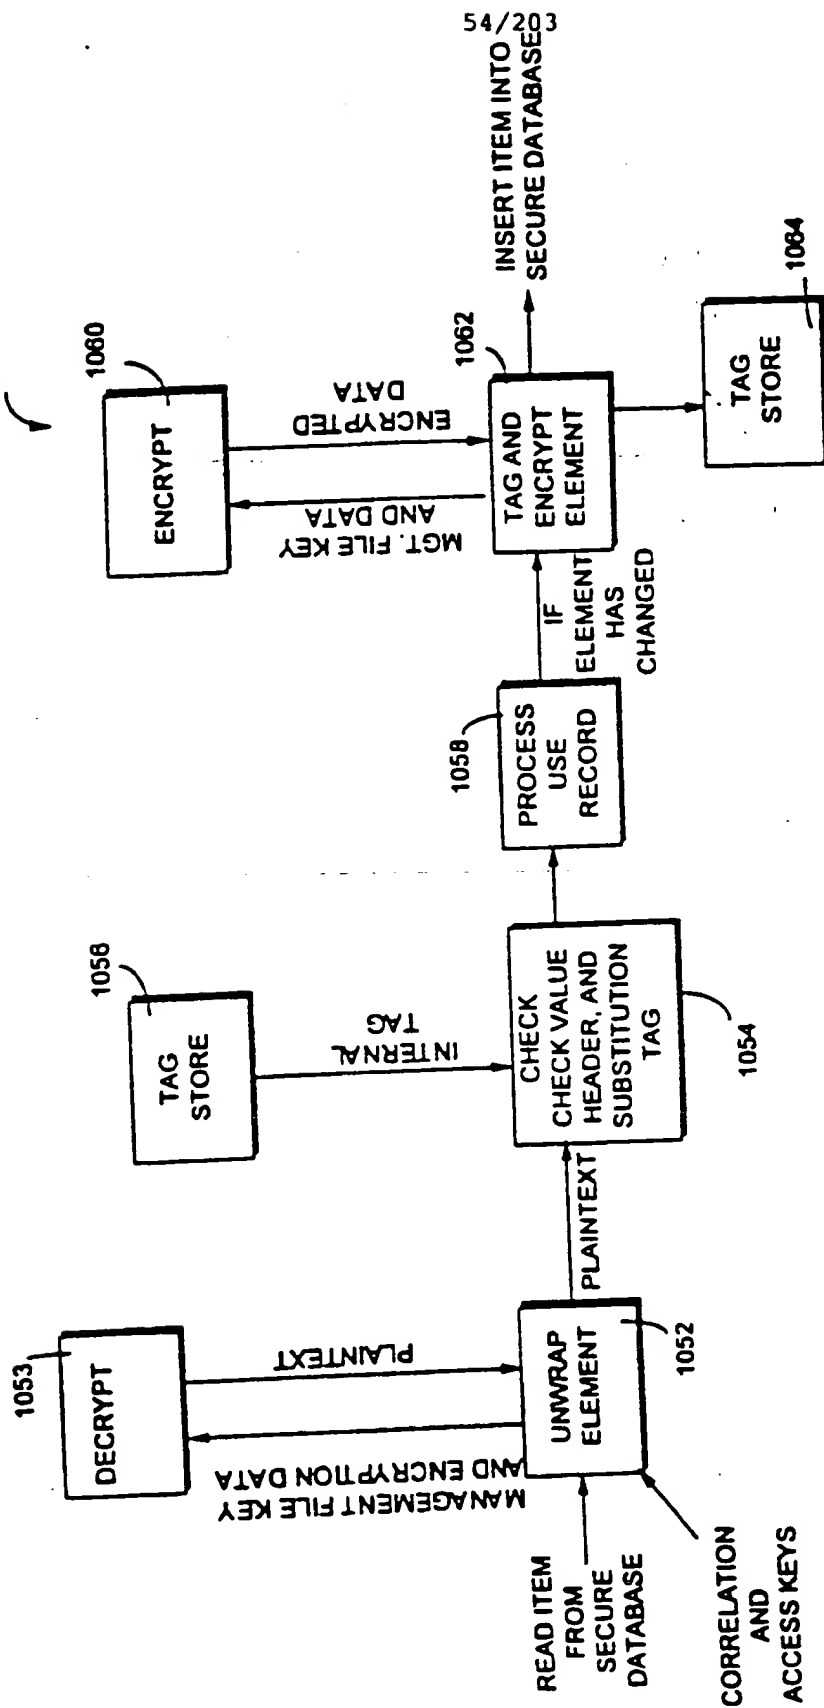 54/203
1053
DECRYPT
MANAGEMENT FILE KEY
AND ENCRYPTION DATA
PLAINTEXT
READ ITEM
FROM
SECURE
DATABASE
CORRELATION
AND
ACCESS KEYS
UNWRAP
ELEMENT
1052
PLAINTEXT
1056
TAG
STORE
INTERNAL
TAG
CHECK
CHECK VALUE
HEADER, AND
SUBSTITUTION
TAG
1054
1058
PROCESS
USE
RECORD
IF
ELEMENT
HAS
CHANGED
1060
ENCRYPT
MGT. FILE KEY
AND DATA
ENCRYPTED
DATA
1062
TAG AND
ENCRYPT
ELEMENT
INSERT ITEM INTO
SECURE DATABASE
TAG
STORE
1064